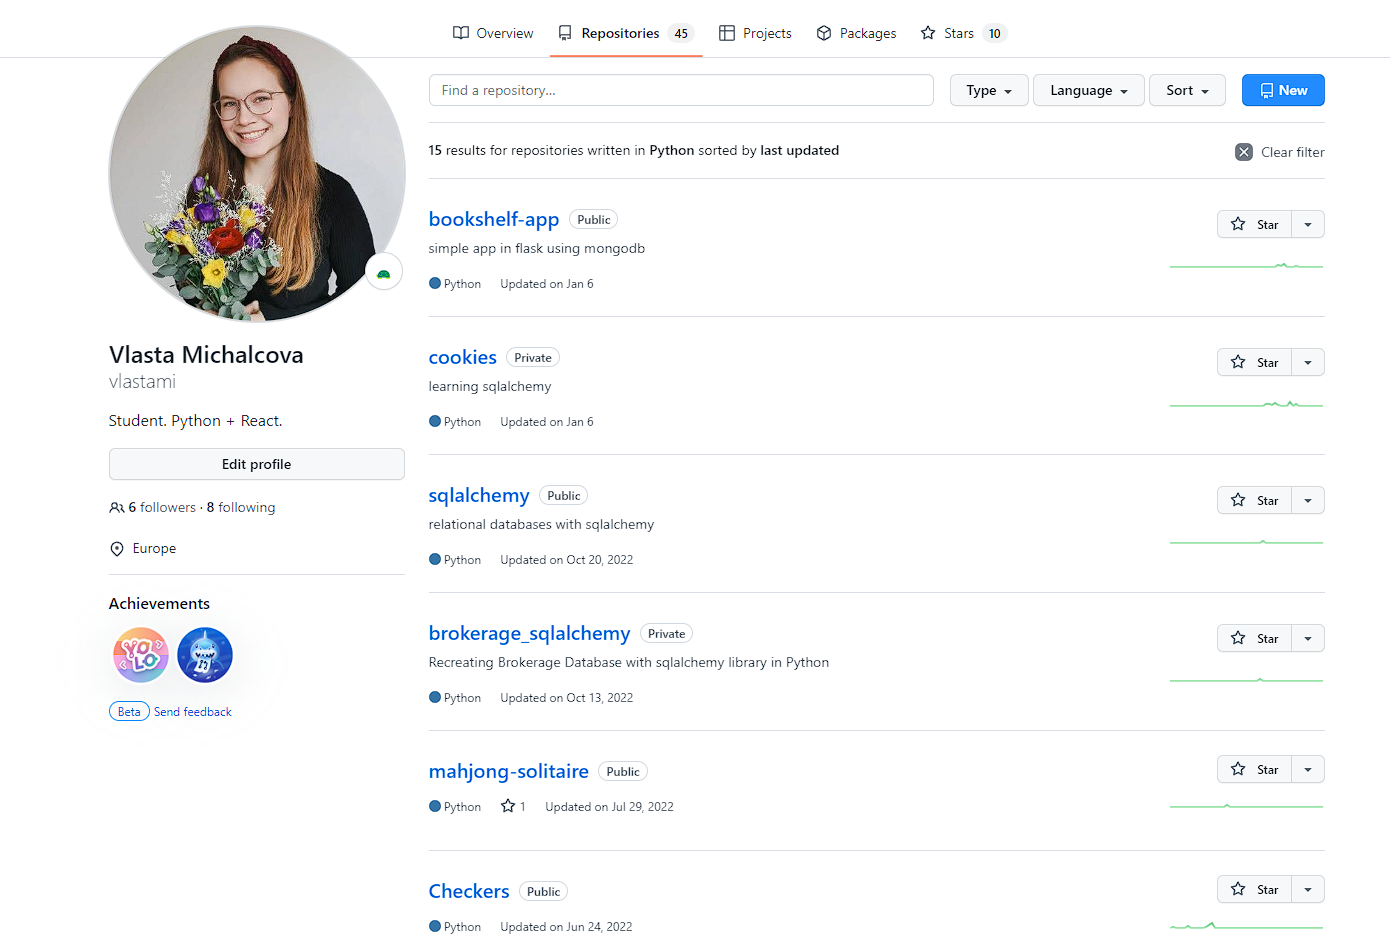 Overview Repositories 45 Projects Packages Stars 10
Find a repository... Type Language Sort New
15 results for repositories written in Python sorted by last updated Clear filter
bookshelf-app Public Star
simple app in flask using mongodb
Python Updated on Jan 6
Vlasta Michalcova
vlastami
Student. Python + React.
Edit profile
6 followers · 8 following
Europe
Achievements
YOLO
Beta Send feedback
cookies Private Star
learning sqlalchemy
Python Updated on Jan 6
sqlalchemy Public Star
relational databases with sqlalchemy
Python Updated on Oct 20, 2022
brokerage_sqlalchemy Private Star
Recreating Brokerage Database with sqlalchemy library in Python
Python Updated on Oct 13, 2022
mahjong-solitaire Public Star
Python 1 Updated on Jul 29, 2022
Checkers Public Star
Python Updated on Jun 24, 2022